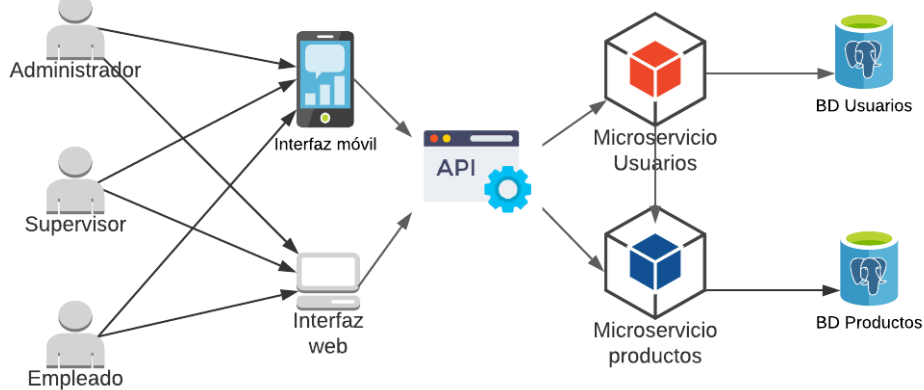 Administrador
Supervisor
Empleado
Interfaz móvil
Interfaz
web
API
Microservicio
Usuarios
Microservicio
productos
BD Usuarios
BD Productos